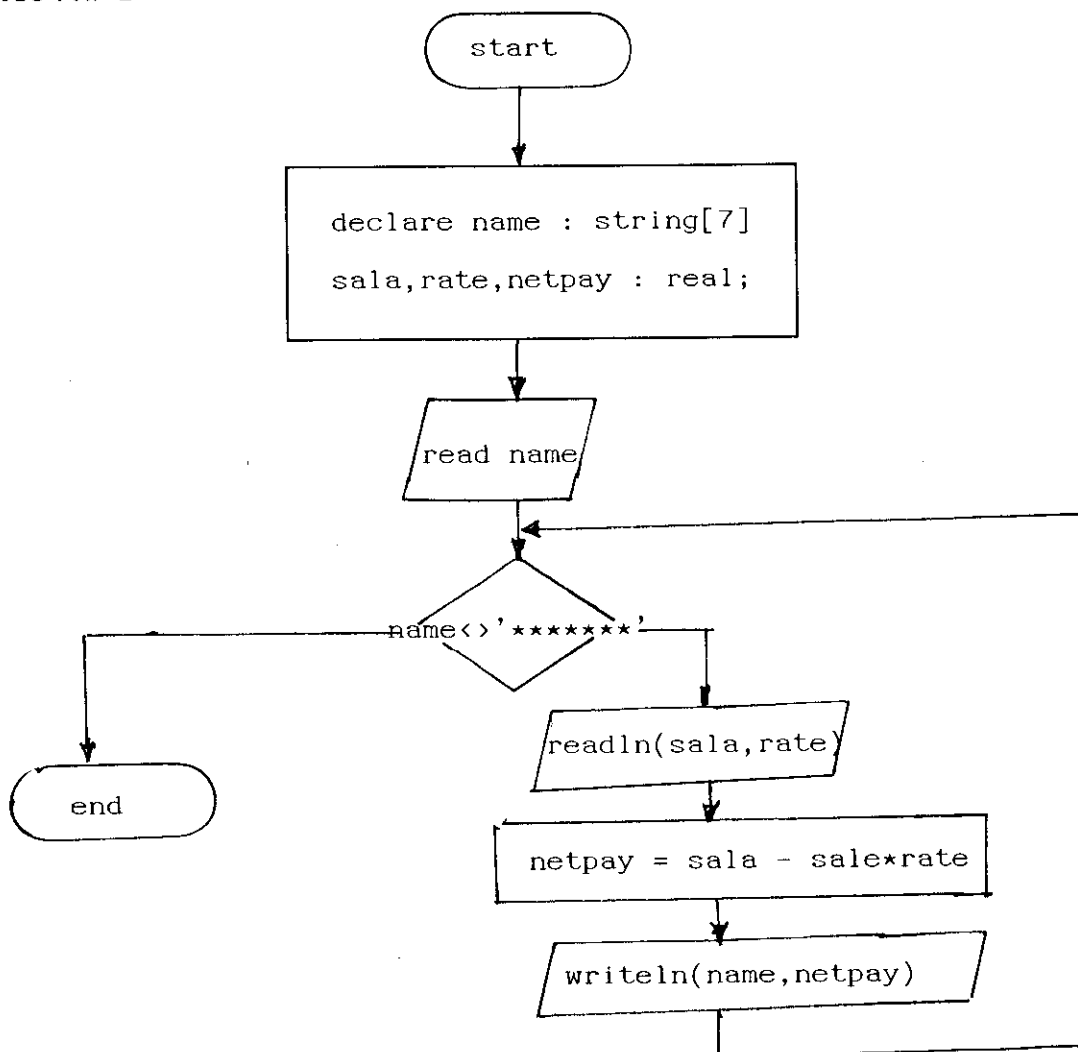 start
declare name : string[7]
sala,rate,netpay : real;
read name
name<>'*******'
readln(sala,rate)
end
netpay = sala - sale*rate
writeln(name,netpay)